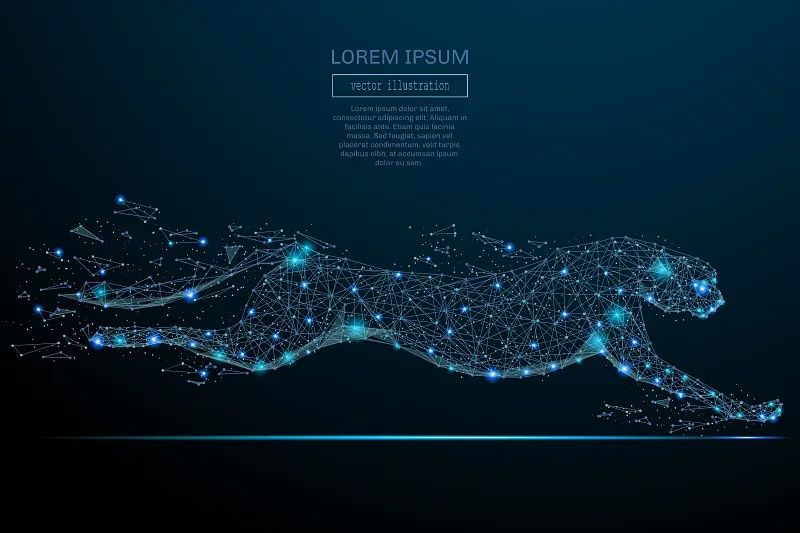 LOREM IPSUM
vector illustration
Lorem ipsum dolor sit amet,
consectetur adipiscing elit. Aliquam in
facilisis ante. Etiam quis lorem
massa. Sed feugiat, sapien vel
placerat condimentum, velit turpis
dapibus nibh, at accumsan ipsum
dolor eu sem.